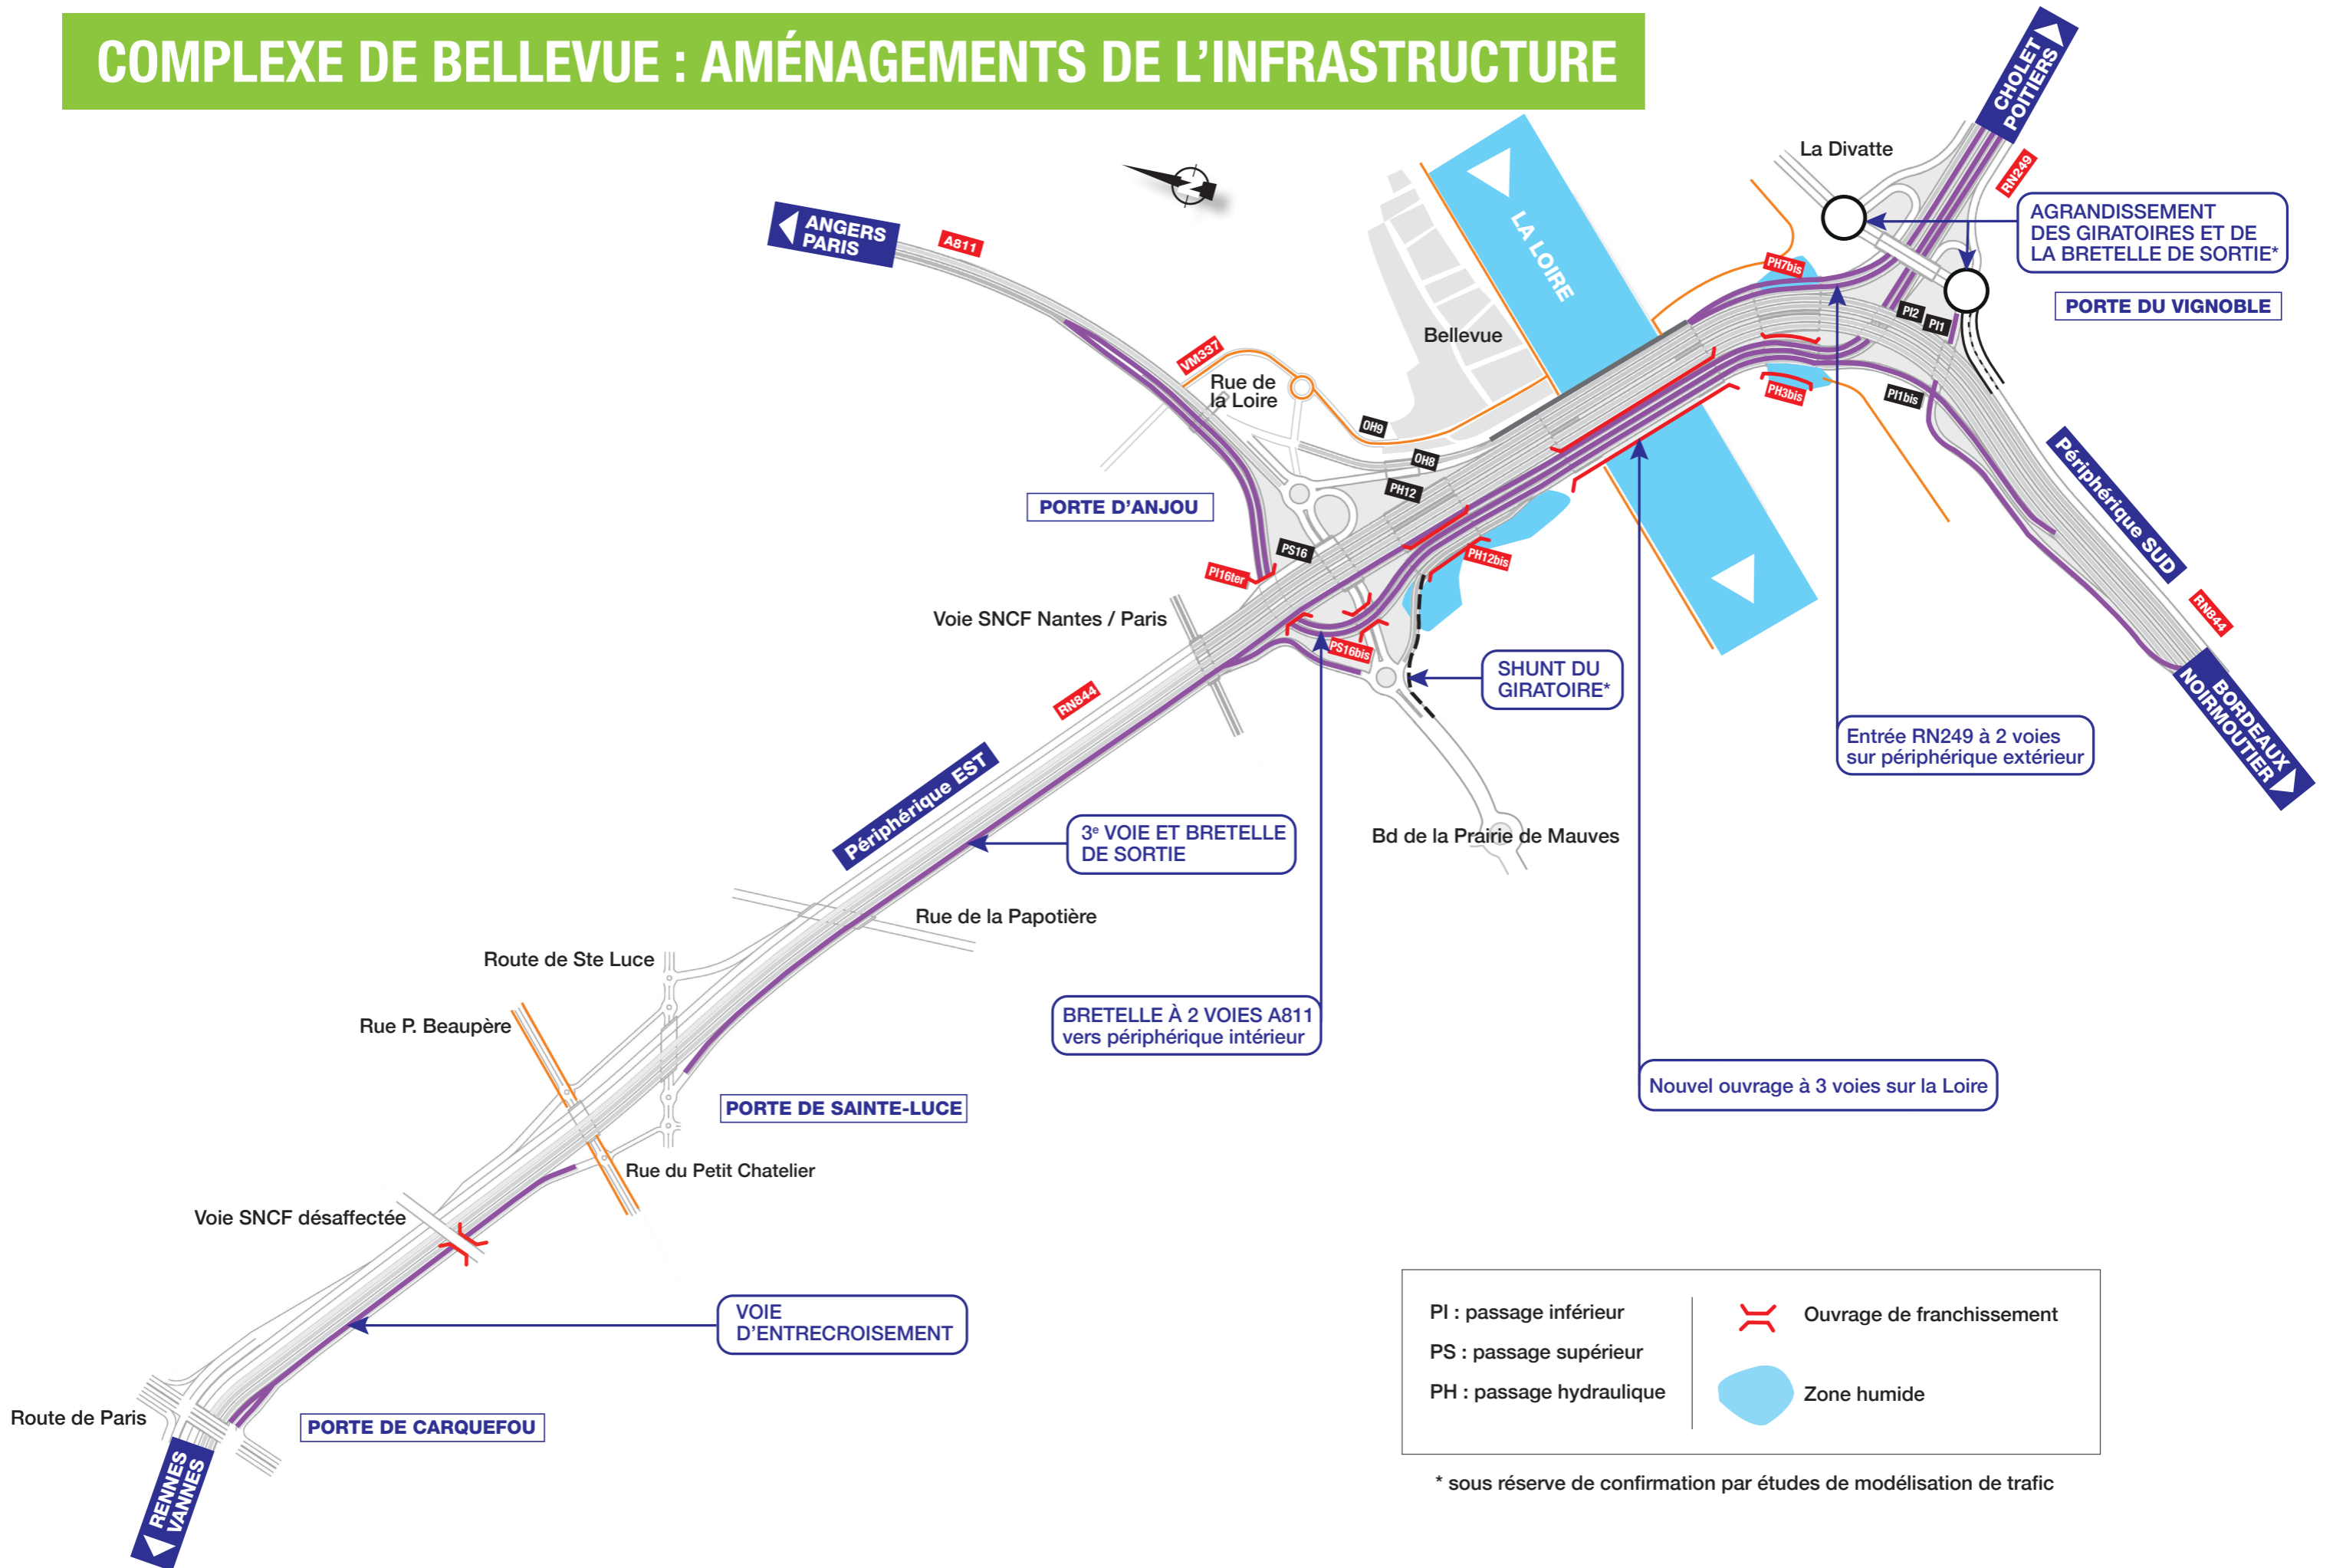 COMPLEXE DE BELLEVUE : AMÉNAGEMENTS DE L'INFRASTRUCTURE
CHOLET
POITIERS
La Divatte
RN249
AGRANDISSEMENT
DES GIRATOIRES ET DE
LA BRETELLE DE SORTIE*
PORTE DU VIGNOBLE
N
ANGERS
PARIS
A811
LA LOIRE
PH7bis
PI2
PI1
Bellevue
VM337
Rue de
la Loire
PH3bis
PI1bis
OH9
OH8
PH12
Périphérique SUD
PORTE D'ANJOU
PS16
PH12bis
PI16ter
RN844
Voie SNCF Nantes / Paris
PS16bis
SHUNT DU
GIRATOIRE*
BORDEAUX
NOIRMOUTIER
RN844
Entrée RN249 à 2 voies
sur périphérique extérieur
Périphérique EST
3e VOIE ET BRETELLE
DE SORTIE
Bd de la Prairie de Mauves
Rue de la Papotière
Route de Ste Luce
Rue P. Beaupère
BRETELLE À 2 VOIES A811
vers périphérique intérieur
Nouvel ouvrage à 3 voies sur la Loire
PORTE DE SAINTE-LUCE
Rue du Petit Chatelier
Voie SNCF désaffectée
VOIE
D'ENTRECROISEMENT
Route de Paris
PORTE DE CARQUEFOU
RENNES
VANNES
PI : passage inférieur
PS : passage supérieur
PH : passage hydraulique
Ouvrage de franchissement
Zone humide
* sous réserve de confirmation par études de modélisation de trafic